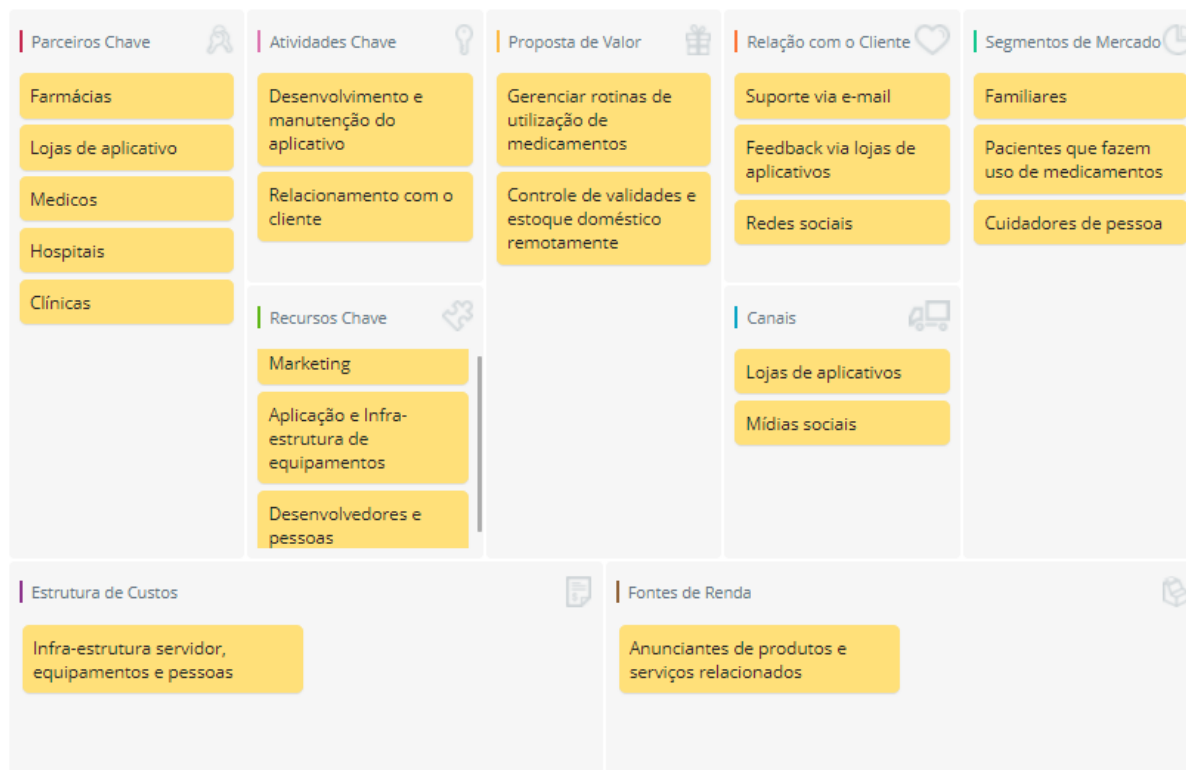 Parceiros Chave
Farmácias
Lojas de aplicativo
Medicos
Hospitais
Clínicas
Atividades Chave
Desenvolvimento e
manutenção do
aplicativo
Relacionamento com o
cliente
Recursos Chave
Marketing
Aplicação e Infra-
estrutura de
equipamentos
Desenvolvedores e
pessoas
Proposta de Valor
Gerenciar rotinas de
utilização de
medicamentos
Controle de validades e
estoque doméstico
remotamente
Relação com o Cliente
Suporte via e-mail
Feedback via lojas de
aplicativos
Redes sociais
Canais
Lojas de aplicativos
Mídias sociais
Segmentos de Mercado
Familiares
Pacientes que fazem
uso de medicamentos
Cuidadores de pessoa
Estrutura de Custos
Infra-estrutura servidor,
equipamentos e pessoas
Fontes de Renda
Anunciantes de produtos e
serviços relacionados